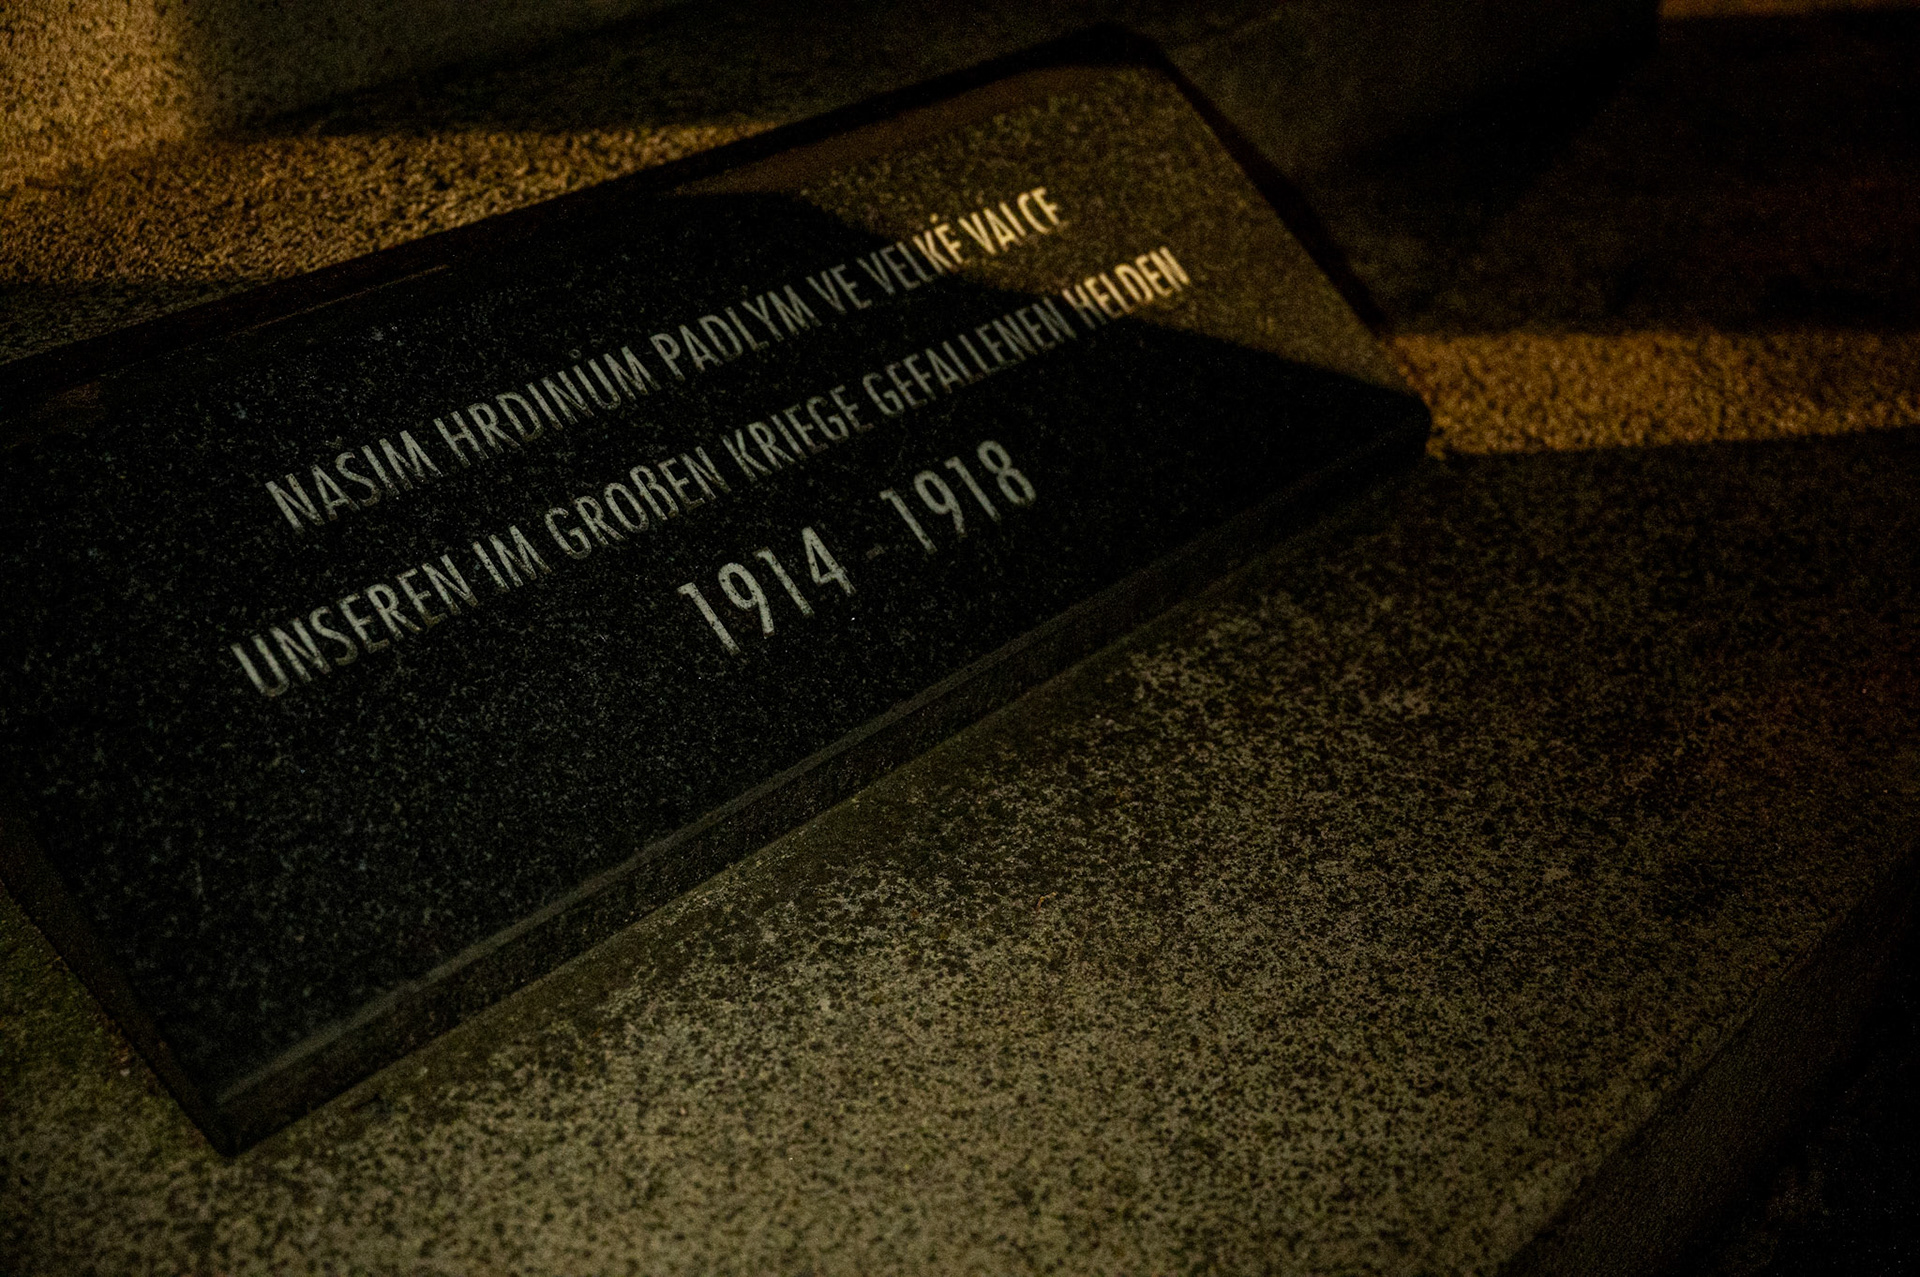 NAŠIM HRDINŮM PADLÝM VE VELKÉ VÁLCE
UNSEREN IM GROßEN KRIEGE GEFALLENEN HELDEN
1914 - 1918